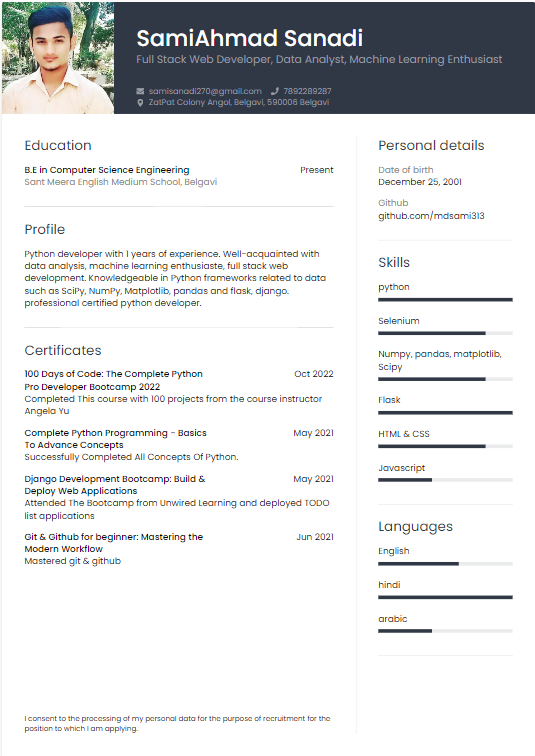 SamiAhmad Sanadi
Full Stack Web Developer, Data Analyst, Machine Learning Enthusiast
samisanadi270@gmail.com 7892289287
ZatPat Colony Angol, Belgavi, 590006 Belgavi
Education
B.E in Computer Science Engineering Present
Sant Meera English Medium School, Belgavi
Profile
Python developer with 1 years of experience. Well-acquainted with
data analysis, machine learning enthusiaste, full stack web
development. Knowledgeable in Python frameworks related to data
such as SciPy, NumPy, Matplotlib, pandas and flask, django.
professional certified python developer.
Certificates
100 Days of Code: The Complete Python Oct 2022
Pro Developer Bootcamp 2022
Completed This course with 100 projects from the course instructor
Angela Yu
Complete Python Programming - Basics May 2021
To Advance Concepts
Successfully Completed All Concepts Of Python.
Django Development Bootcamp: Build & May 2021
Deploy Web Applications
Attended The Bootcamp from Unwired Learning and deployed TODO
list applications
Git & Github for beginner: Mastering the Jun 2021
Modern Workflow
Mastered git & github
I consent to the processing of my personal data for the purpose of recruitment for the
position to which i am applying.
Personal details
Date of birth
December 25, 2001
Github
github.com/mdsami313
Skills
python
Selenium
Numpy, pandas, matplotlib,
Scipy
Flask
HTML & CSS
Javascript
Languages
English
hindi
arabic